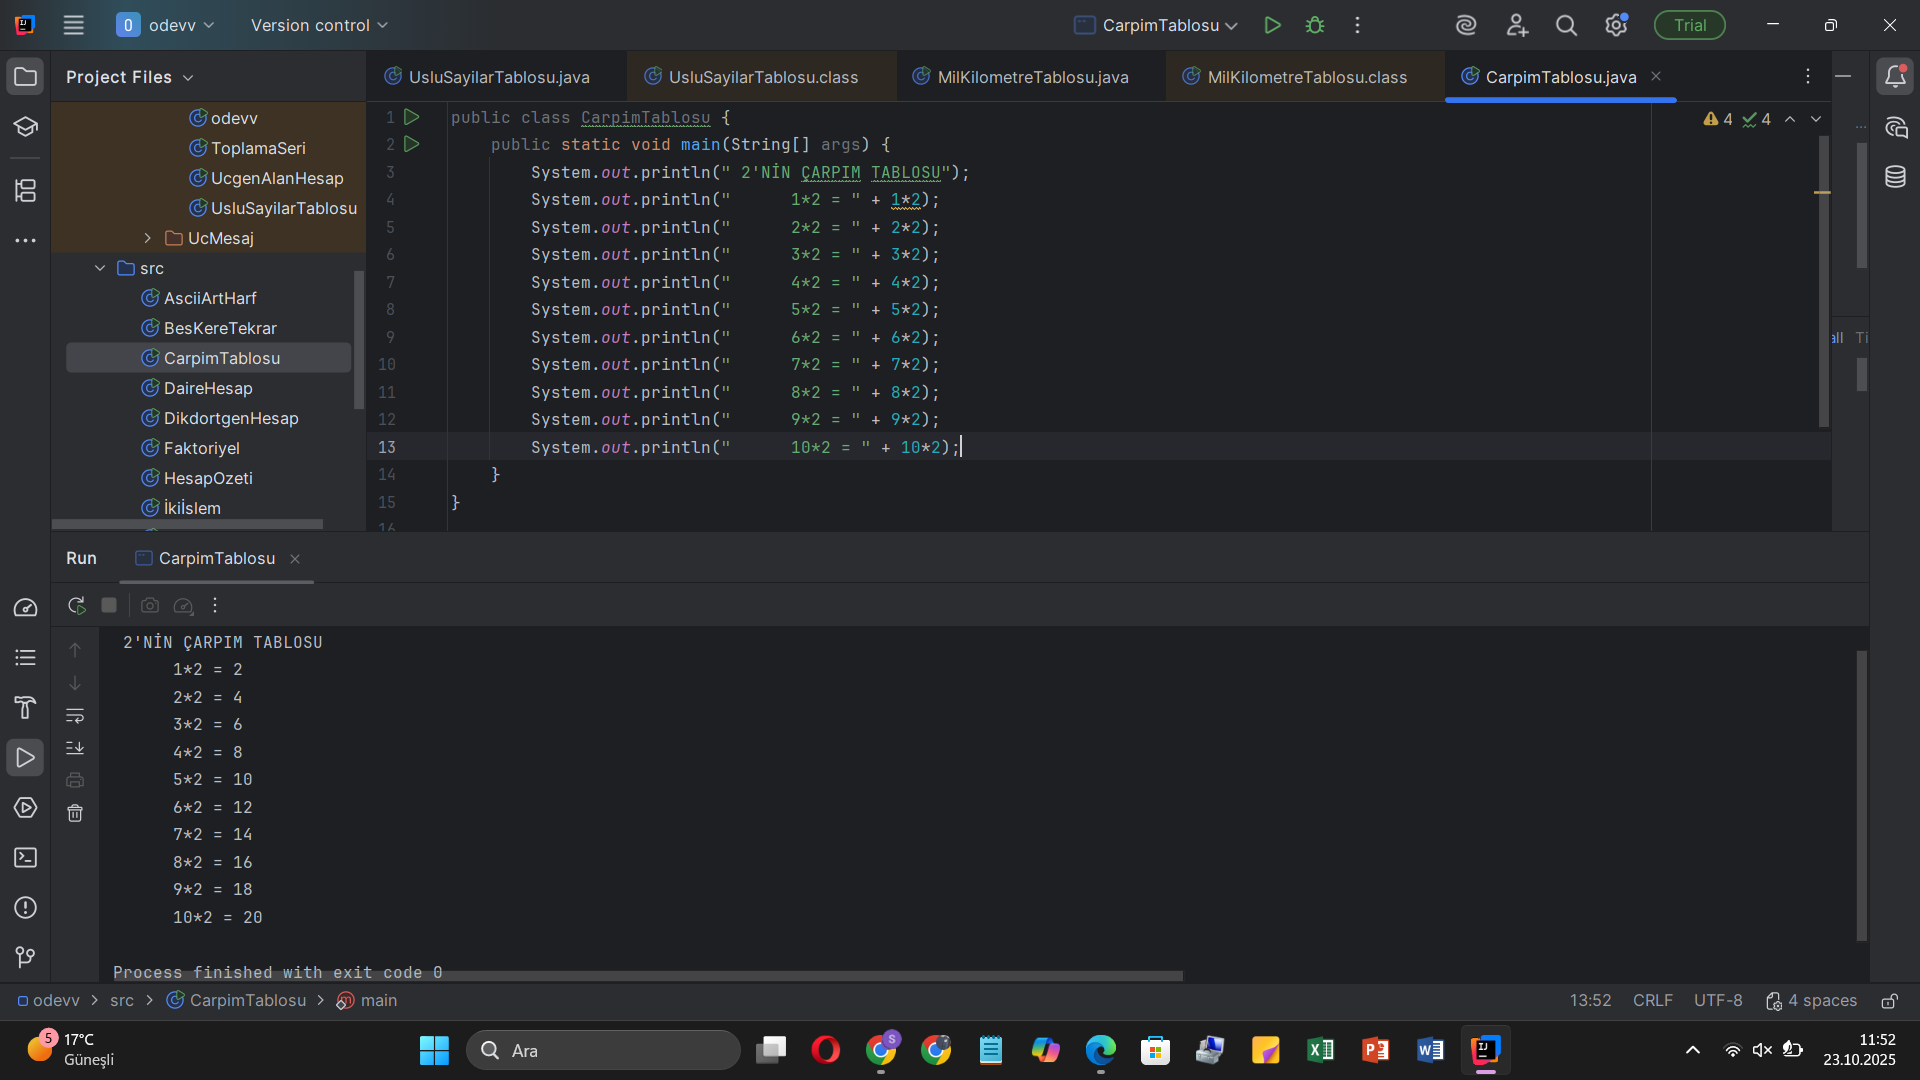 odevv Version control CarpimTablosu Trial
Project Files
UsluSayilarTablosu.java UsluSayilarTablosu.class MilKilometreTablosu.java MilKilometreTablosu.class CarpimTablosu.java
odevv
ToplamaSeri
UcgenAlanHesap
UsluSayilarTablosu
UcMesaj
src
AsciiArtHarf
BesKereTekrar
CarpimTablosu
DaireHesap
DikdortgenHesap
Faktoriyel
HesapOzeti
İkiİslem
4 4
1 public class CarpimTablosu {
2 public static void main(String[] args) {
3 System.out.println(" 2'NİN ÇARPIM TABLOSU");
4 System.out.println("      1*2 = " + 1*2);
5 System.out.println("      2*2 = " + 2*2);
6 System.out.println("      3*2 = " + 3*2);
7 System.out.println("      4*2 = " + 4*2);
8 System.out.println("      5*2 = " + 5*2);
9 System.out.println("      6*2 = " + 6*2);
10 System.out.println("      7*2 = " + 7*2);
11 System.out.println("      8*2 = " + 8*2);
12 System.out.println("      9*2 = " + 9*2);
13 System.out.println("      10*2 = " + 10*2);
14 }
15 }
16
Run CarpimTablosu
2'NİN ÇARPIM TABLOSU
1*2 = 2
2*2 = 4
3*2 = 6
4*2 = 8
5*2 = 10
6*2 = 12
7*2 = 14
8*2 = 16
9*2 = 18
10*2 = 20
Process finished with exit code 0
odevv > src > CarpimTablosu > main 13:52 CRLF UTF-8 4 spaces
5 17°C
Güneşli
Ara
11:52
23.10.2025